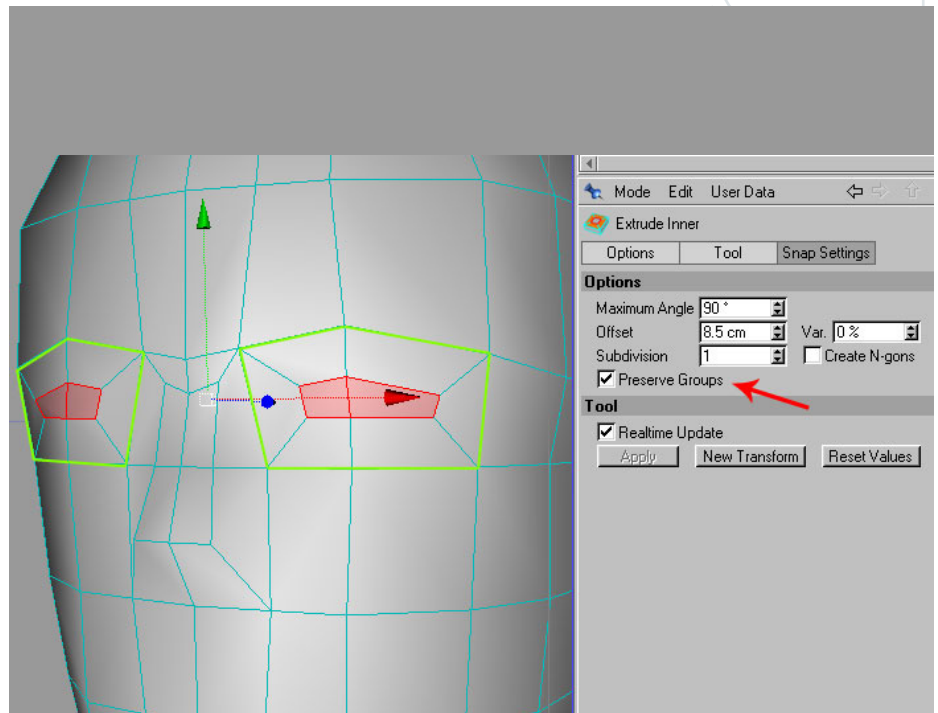 Mode Edit User Data
Extrude Inner
Options Tool Snap Settings
Options
Maximum Angle 90 °
Offset 8.5 cm Var. 0 %
Subdivision 1 Create N-gons
Preserve Groups
Tool
Realtime Update
Apply New Transform Reset Values